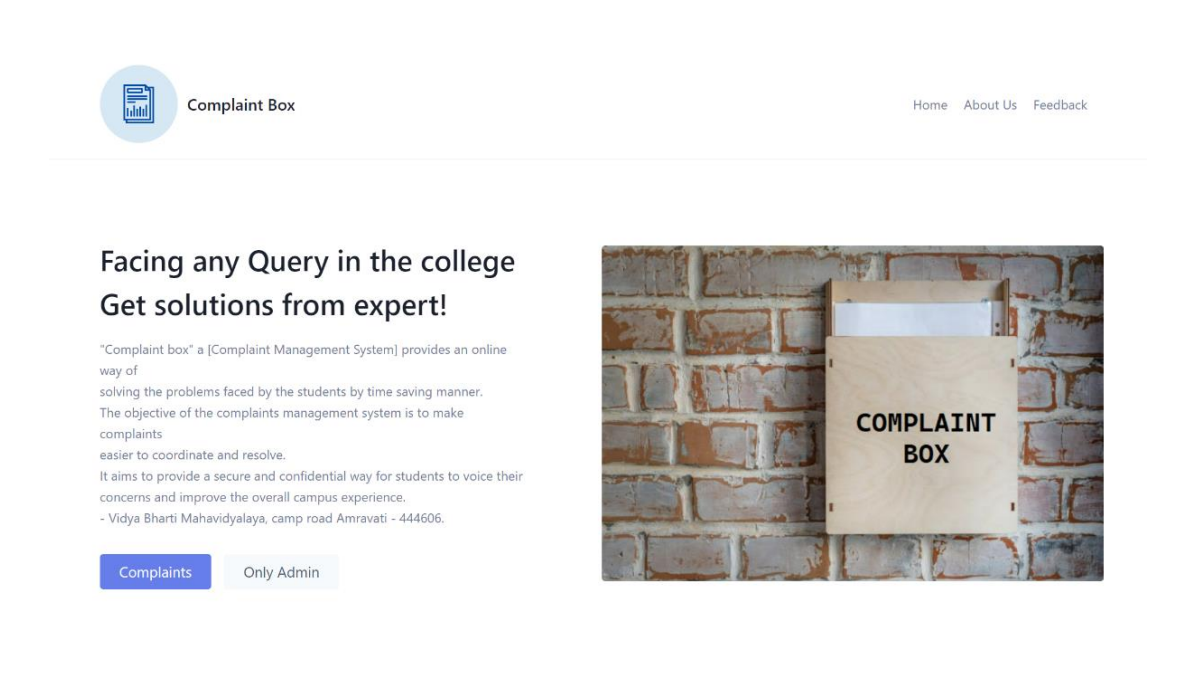 Complaint Box
Home About Us Feedback
Facing any Query in the college
Get solutions from expert!
"Complaint box" a [Complaint Management System] provides an online
way of
solving the problems faced by the students by time saving manner.
The objective of the complaints management system is to make
complaints
easier to coordinate and resolve.
It aims to provide a secure and confidential way for students to voice their
concerns and improve the overall campus experience.
- Vidya Bharti Mahavidyalaya, camp road Amravati - 444606.
Complaints Only Admin
COMPLAINT
BOX